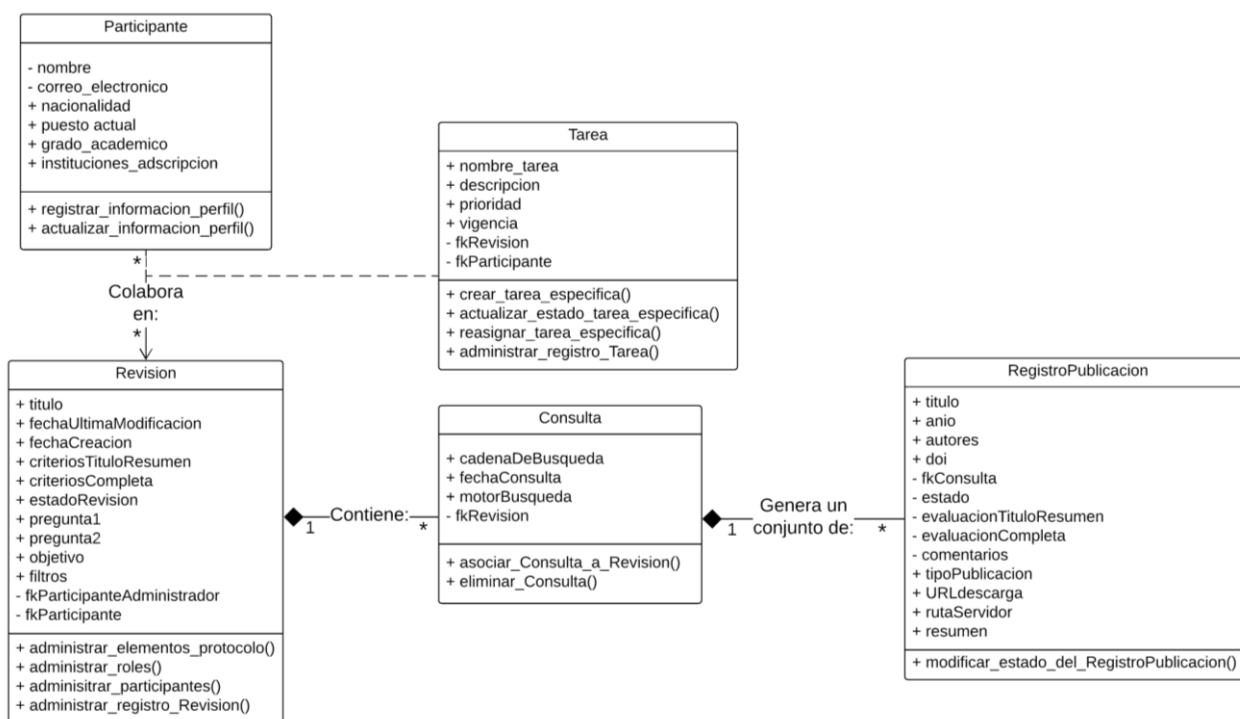 Participante
- nombre
- correo_electronico
+ nacionalidad
+ puesto actual
+ grado_academico
+ instituciones_adscripcion
+ registrar_informacion_perfil()
+ actualizar_informacion_perfil()
*
Colabora
en:
*
Tarea
+ nombre_tarea
+ descripcion
+ prioridad
+ vigencia
- fkRevision
- fkParticipante
+ crear_tarea_especifica()
+ actualizar_estado_tarea_especifica()
+ reasignar_tarea_especifica()
+ administrar_registro_Tarea()
Revision
+ titulo
+ fechaUltimaModificacion
+ fechaCreacion
+ criteriosTituloResumen
+ criteriosCompleta
+ estadoRevision
+ pregunta1
+ pregunta2
+ objetivo
+ filtros
- fkParticipanteAdministrador
- fkParticipante
+ administrar_elementos_protocolo()
+ administrar_roles()
+ adminisitrar_participantes()
+ administrar_registro_Revision()
1
Contiene:
*
Consulta
+ cadenaDeBusqueda
+ fechaConsulta
+ motorBusqueda
- fkRevision
+ asociar_Consulta_a_Revision()
+ eliminar_Consulta()
1
Genera un
conjunto de:
*
RegistroPublicacion
+ titulo
+ anio
+ autores
+ doi
- fkConsulta
- estado
- evaluacionTituloResumen
- evaluacionCompleta
- comentarios
+ tipoPublicacion
+ URLdescarga
+ rutaServidor
+ resumen
+ modificar_estado_del_RegistroPublicacion()